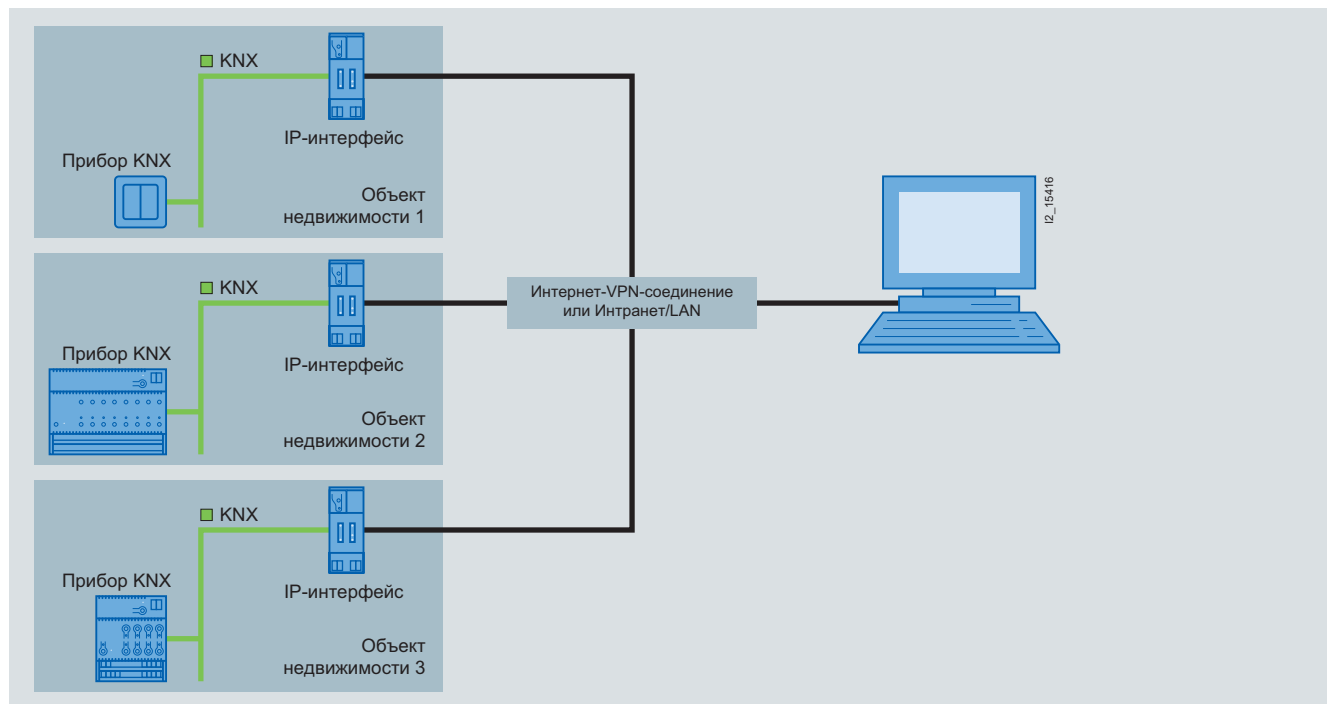 KNX
IP-интерфейс
Прибор KNX
Объект
недвижимости 1
KNX
IP-интерфейс
Прибор KNX
Объект
недвижимости 2
KNX
IP-интерфейс
Прибор KNX
Объект
недвижимости 3
Интернет-VPN-соединение
или Интранет/LAN
I2_15416